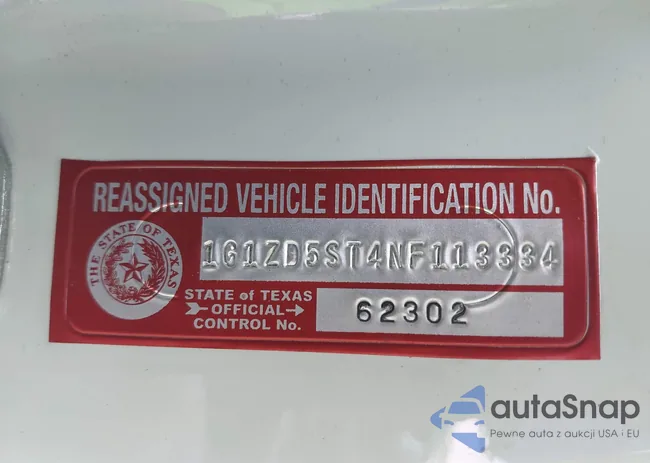 REASSIGNED VEHICLE IDENTIFICATION No.
THE STATE OF TEXAS
1G1ZD5ST4NF113334
STATE of TEXAS
OFFICIAL
CONTROL No.
62302
autaSnap
Pewne auta z aukcji USA i EU